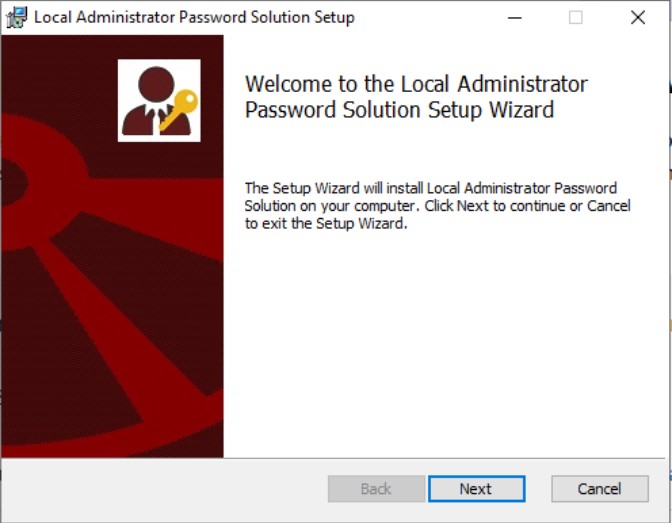 Local Administrator Password Solution Setup
Welcome to the Local Administrator
Password Solution Setup Wizard
The Setup Wizard will install Local Administrator Password
Solution on your computer. Click Next to continue or Cancel
to exit the Setup Wizard.
Back
Next
Cancel